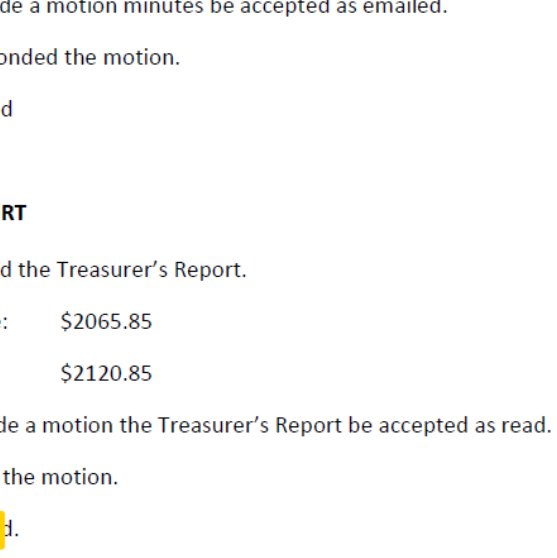 de a motion minutes be accepted as emailed.
onded the motion.
d
RT
d the Treasurer’s Report.
: $2065.85
$2120.85
de a motion the Treasurer’s Report be accepted as read.
the motion.
d.